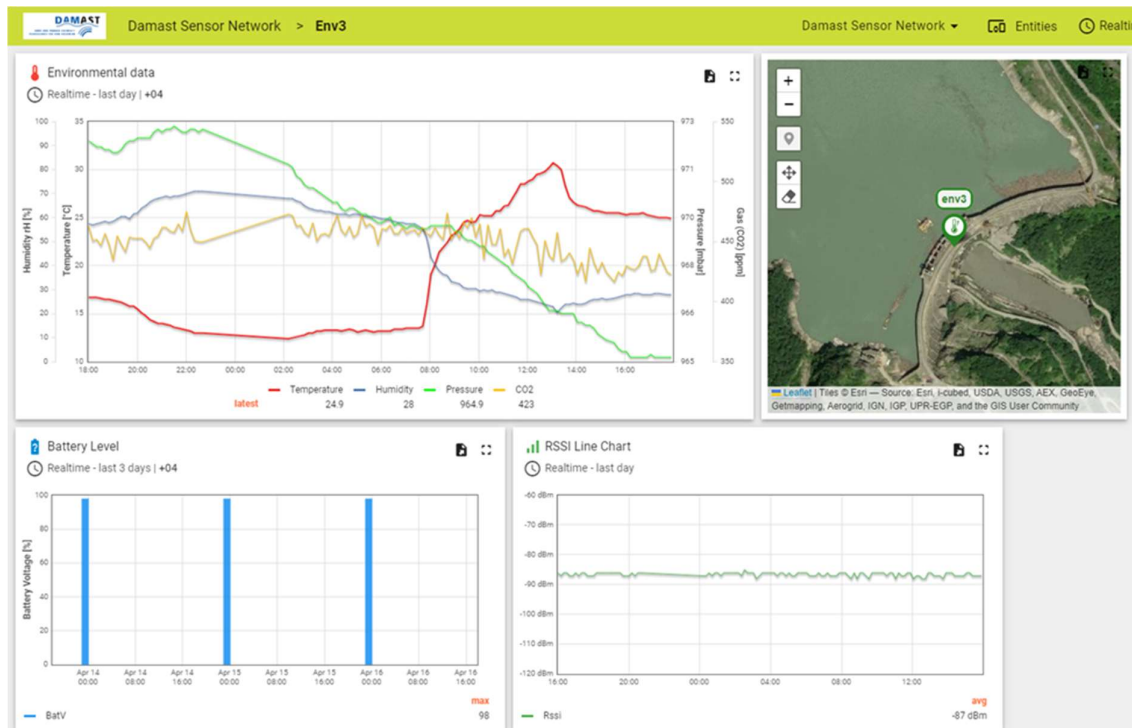 DAMAST
Damast Sensor Network > Env3
Damast Sensor Network
Entities
Realti
Environmental data
Realtime - last day | +04
100
90
80
70
60
50
40
30
20
10
0
Humidity rH [%]
35
30
25
20
15
10
Temperature [°C]
973
971
970
968
966
965
Pressure [mbar]
550
500
450
400
350
Gas (CO2) [ppm]
18:00 20:00 22:00 00:00 02:00 04:00 06:00 08:00 10:00 12:00 14:00 16:00
Temperature Humidity Pressure CO2
latest 24.9 28 964.9 423
+
−
env3
Leaflet | Tiles © Esri — Source: Esri, i-cubed, USDA, USGS, AEX, GeoEye,
Getmapping, Aerogrid, IGN, IGP, UPR-EGP, and the GIS User Community
Battery Level
Realtime - last 3 days | +04
100
80
60
40
20
0
Battery Voltage [%]
Apr 14 Apr 14 Apr 14 Apr 15 Apr 15 Apr 15 Apr 16 Apr 16 Apr 16
00:00 08:00 16:00 00:00 08:00 16:00 00:00 08:00 16:00
max
BatV 98
RSSI Line Chart
Realtime - last day
-60 dBm
-70 dBm
-80 dBm
-90 dBm
-100 dBm
-110 dBm
-120 dBm
16:00 20:00 00:00 04:00 08:00 12:00
avg
Rssi -87 dBm